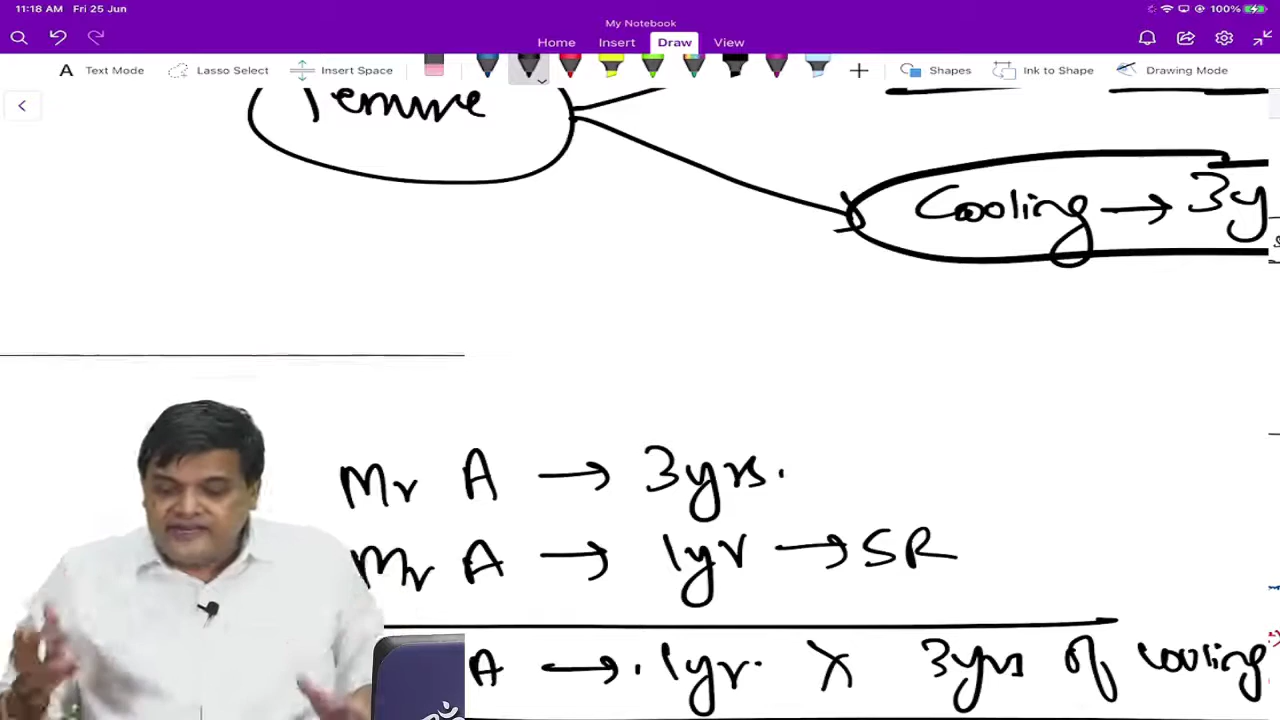 11:18 AM Fri 25 Jun
100%
My Notebook
Home Insert Draw View
A Text Mode Lasso Select Insert Space Shapes Ink to Shape Drawing Mode
Tenure
Cooling → 3y
Mr A → 3yrs.
Mr A → 1yr → SR
A → 1yr. X 3yrs of cooling
ॐ